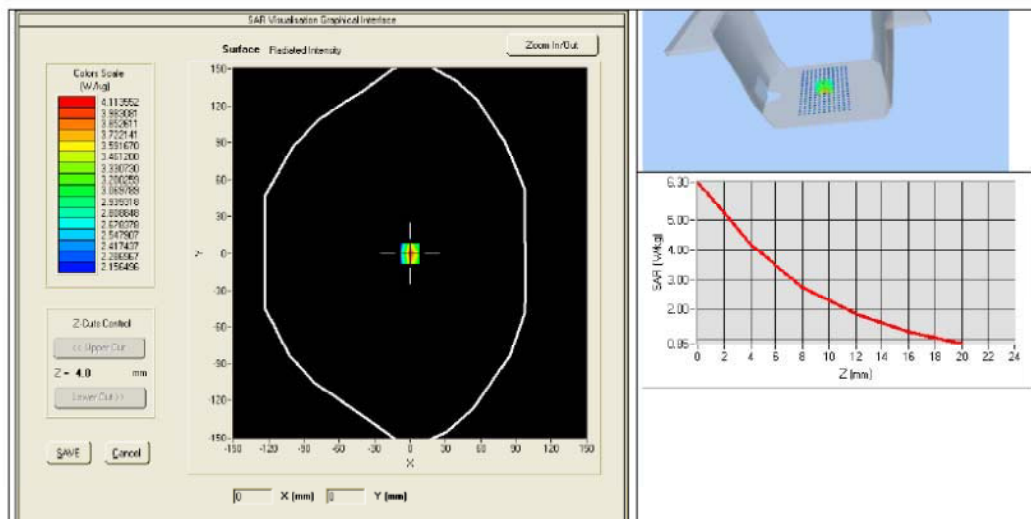 SAR Visualisation Graphical Interface
Surface Radiated Intensity
Zoom In/Out
Colors Scale
(W/kg)
4.113552
3.983081
3.852611
3.722141
3.591670
3.461200
3.330730
3.200259
3.069789
2.939318
2.808848
2.678378
2.547907
2.417437
2.286967
2.156496
150
120
90
60
30
0
-30
-60
-90
-120
-150
Y
-150 -120 -90 -60 -30 0 30 60 90 120 150
X
Z-Cuts Control
<< Upper Cut
Z = 4.0 mm
Lower Cut >>
SAVE Cancel
0 X (mm) 0 Y (mm)
6.30
5.00
4.00
3.00
2.00
0.85
SAR (W/kg)
0 2 4 6 8 10 12 14 16 18 20 22 24
Z (mm)